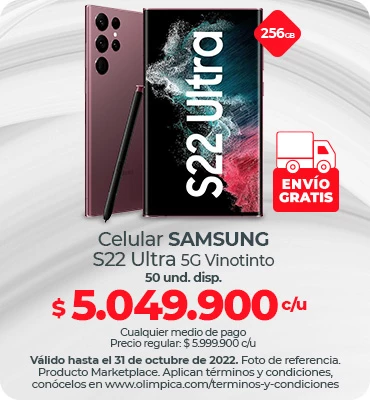 256GB
S22 Ultra
ENVÍO
GRATIS
Celular SAMSUNG
S22 Ultra 5G Vinotinto
50 und. disp.
$ 5.049.900 c/u
Cualquier medio de pago
Precio regular: $ 5.999.900 c/u
Válido hasta el 31 de octubre de 2022. Foto de referencia.
Producto Marketplace. Aplican términos y condiciones,
conócelos en www.olimpica.com/terminos-y-condiciones